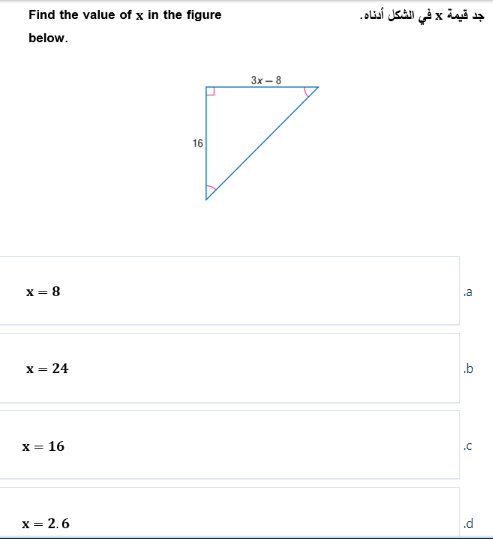 Find the value of x in the figure
below.
جد قيمة x في الشكل أدناه.
3x – 8
16
x = 8
.a
x = 24
.b
x = 16
.c
x = 2.6
.d